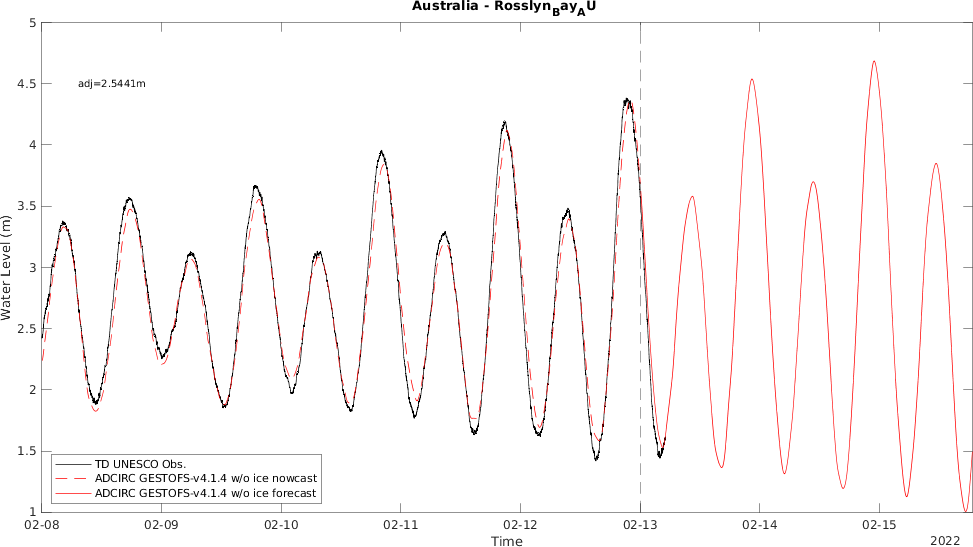 Australia - Rosslyn_Bay_AU
5
4.5
adj=2.5441m
4
3.5
3
Water Level (m)
2.5
2
1.5
TD UNESCO Obs.
ADCIRC GESTOFS-v4.1.4 w/o ice nowcast
ADCIRC GESTOFS-v4.1.4 w/o ice forecast
1
02-08 02-09 02-10 02-11 02-12 02-13 02-14 02-15
Time
2022